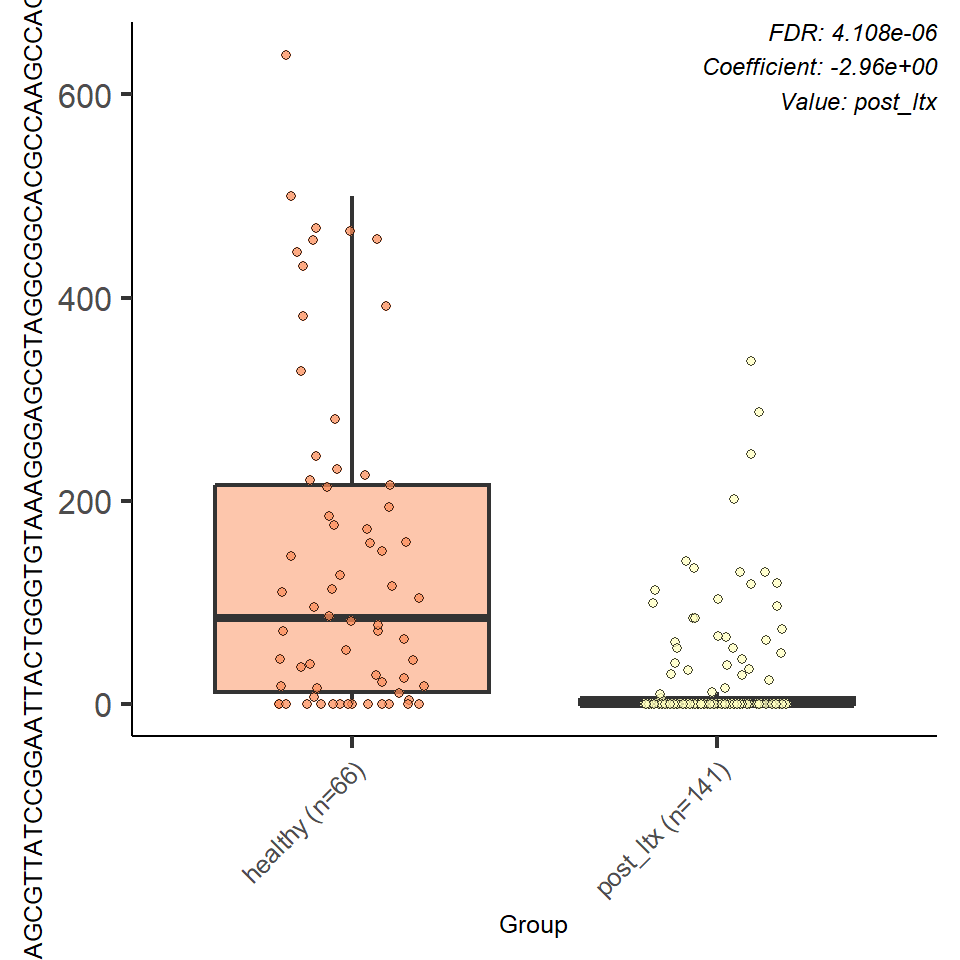 FDR: 4.108e-06
Coefficient: -2.96e+00
Value: post_ltx
AGCGTTATCCGGAATTACTGGGTGTAAAGGGAGCGTAGGCGGCACGCCAAGCCA
600
400
200
0
healthy (n=66)
post_ltx (n=141)
Group